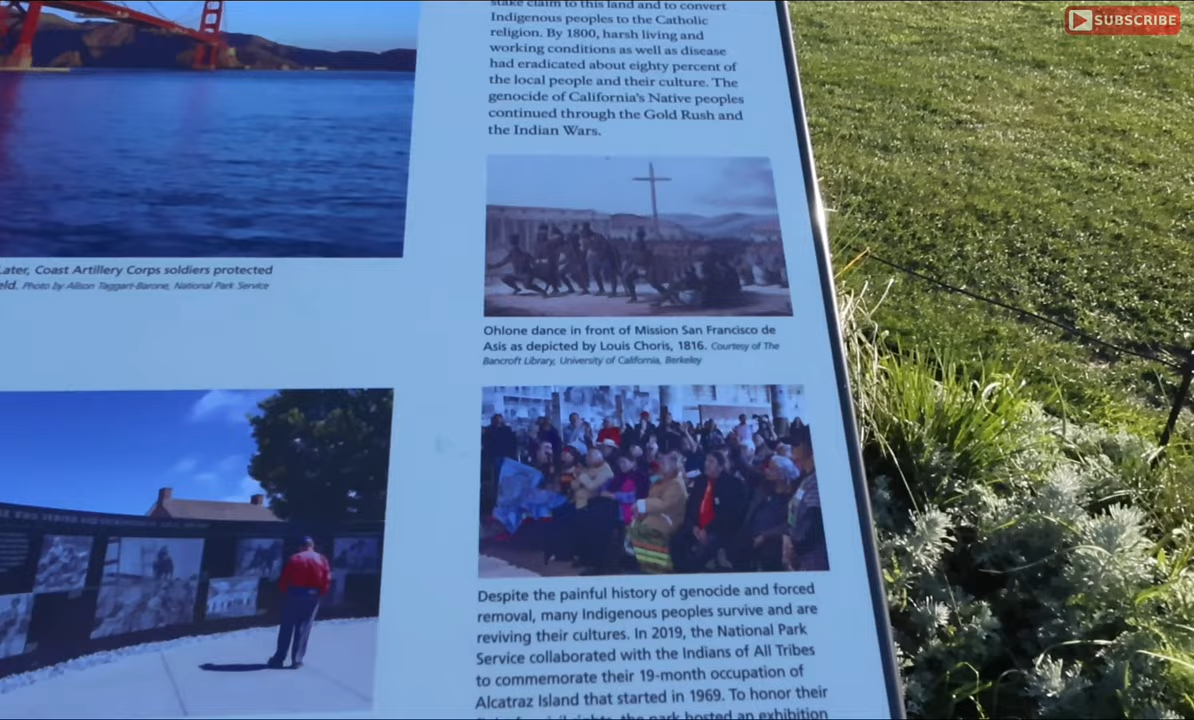 SUBSCRIBE
stake claim to this land and to convert
Indigenous peoples to the Catholic
religion. By 1800, harsh living and
working conditions as well as disease
had eradicated about eighty percent of
the local people and their culture. The
genocide of California's Native peoples
continued through the Gold Rush and
the Indian Wars.
Later, Coast Artillery Corps soldiers protected
Photo by Alison Taggart-Barone, National Park Service
Ohlone dance in front of Mission San Francisco de
Asis as depicted by Louis Choris, 1816. Courtesy of The
Bancroft Library, University of California, Berkeley
Despite the painful history of genocide and forced
removal, many Indigenous peoples survive and are
reviving their cultures. In 2019, the National Park
Service collaborated with the Indians of All Tribes
to commemorate their 19-month occupation of
Alcatraz Island that started in 1969. To honor their
the park hosted an exhibition